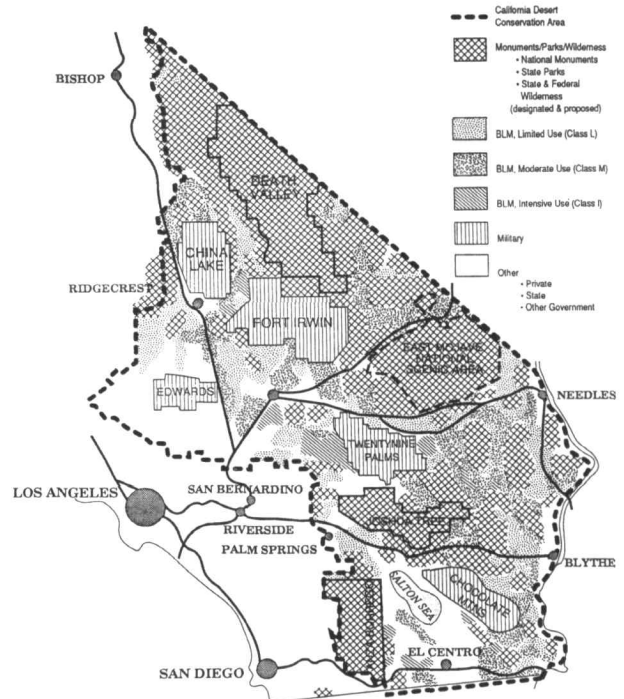 California Desert
Conservation Area
Monuments/Parks/Wilderness
• National Monuments
• State Parks
• State & Federal
Wilderness
(designated & proposed)
BLM, Limited Use (Class L)
BLM, Moderate Use (Class M)
BLM, Intensive Use (Class I)
Military
Other
• Private
• State
• Other Government
BISHOP
DEATH
VALLEY
CHINA
LAKE
RIDGECREST
FORT IRWIN
EAST MOJAVE
NATIONAL
SCENIC AREA
EDWARDS
NEEDLES
TWENTYNINE
PALMS
LOS ANGELES
SAN BERNARDINO
RIVERSIDE
JOSHUA TREE
PALM SPRINGS
BLYTHE
SALTON SEA
CHOCOLATE
MTNS
EL CENTRO
SAN DIEGO